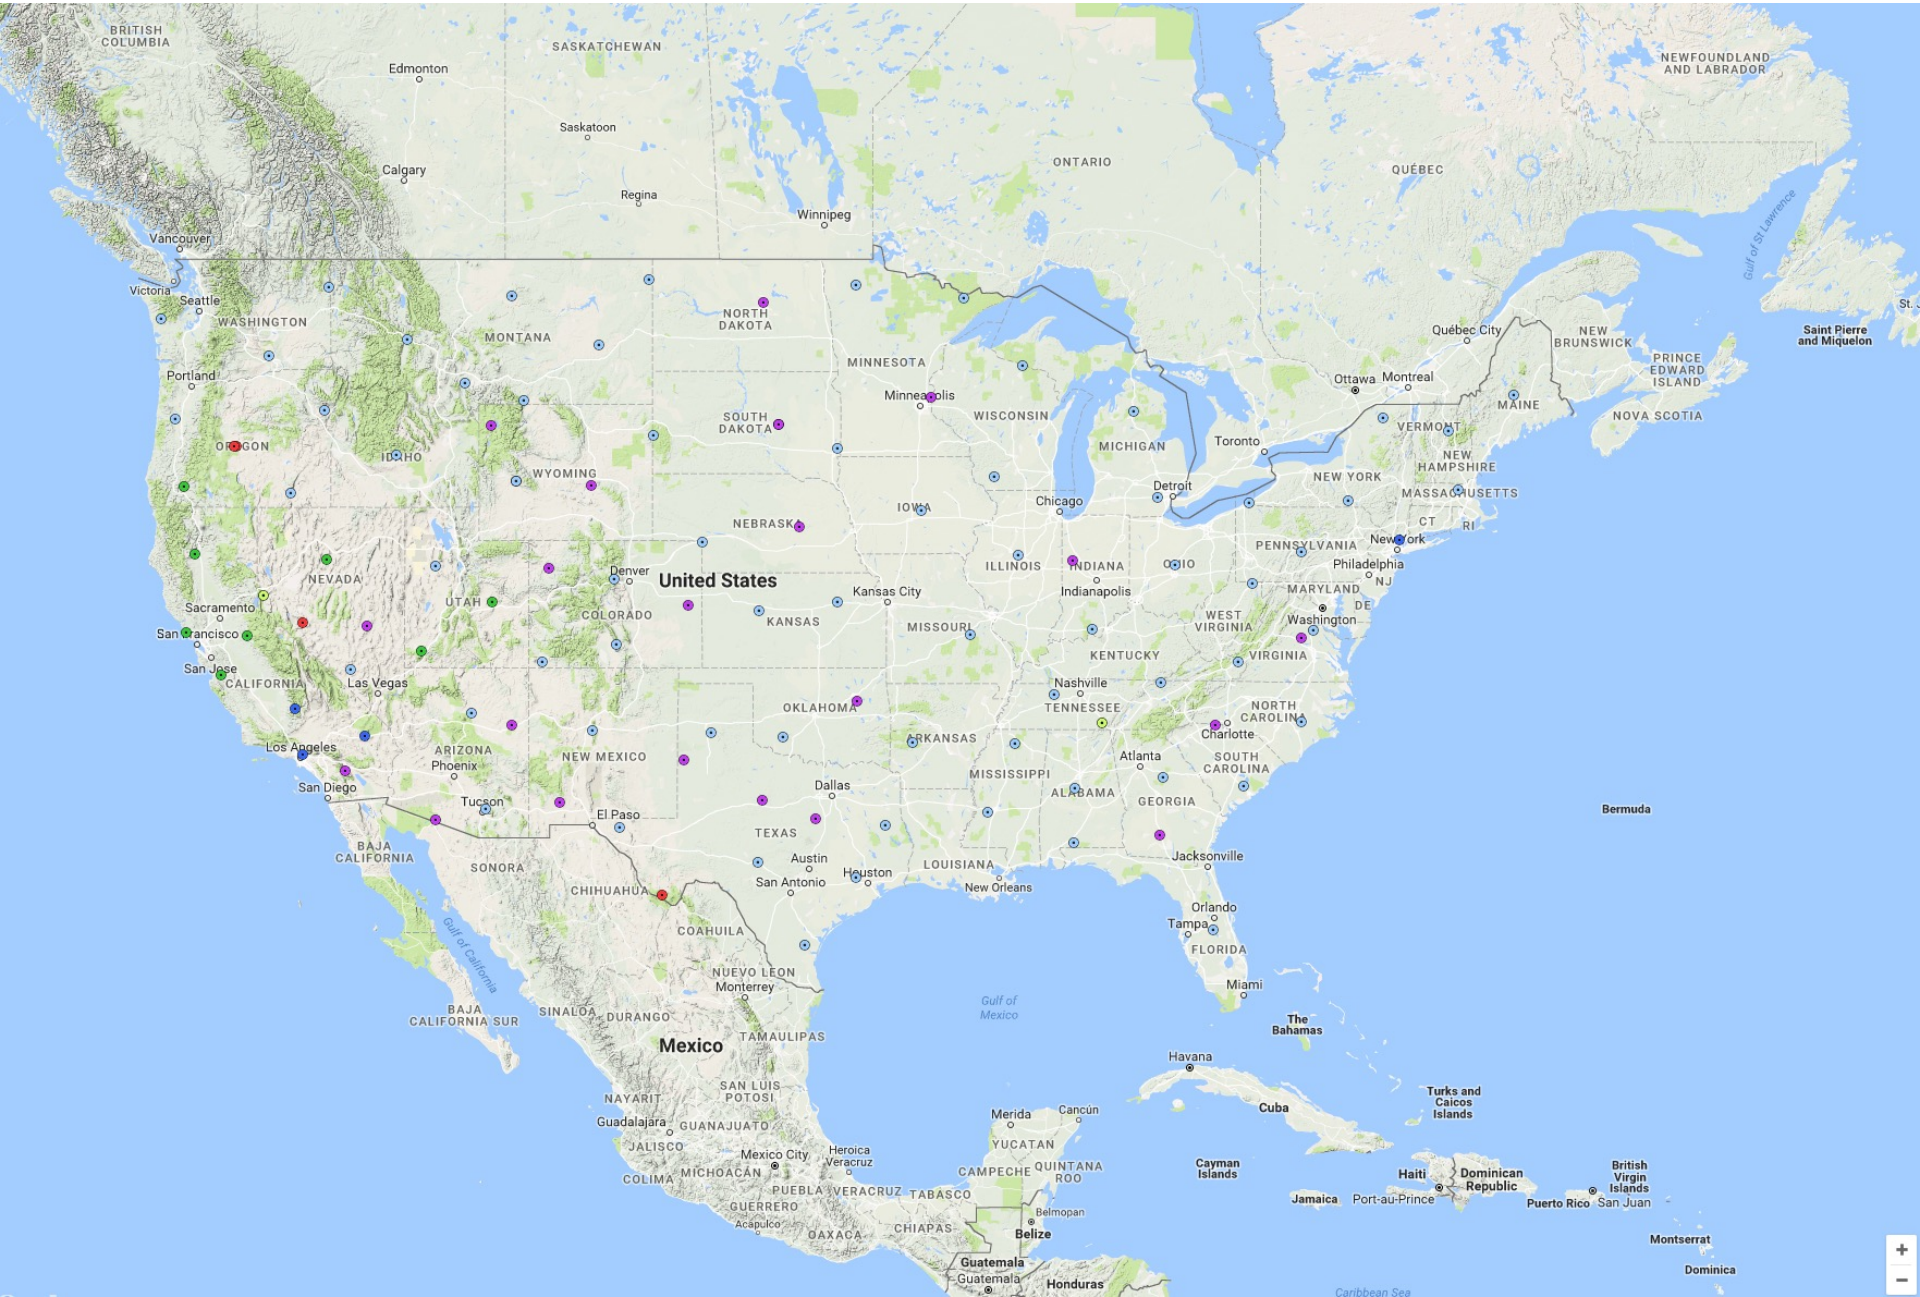 BRITISH
COLUMBIA
SASKATCHEWAN
NEWFOUNDLAND
AND LABRADOR
Edmonton
Saskatoon
ONTARIO
Calgary
QUÉBEC
Regina
Winnipeg
Gulf of St Lawrence
Vancouver
Victoria
Seattle
WASHINGTON
NORTH
DAKOTA
MONTANA
St.
Québec City
NEW
BRUNSWICK
Saint Pierre
and Miquelon
MINNESOTA
PRINCE
EDWARD
ISLAND
Portland
Ottawa
Montreal
Minneapolis
MAINE
SOUTH
DAKOTA
WISCONSIN
NOVA SCOTIA
VERMONT
OREGON
MICHIGAN
Toronto
IDAHO
NEW
HAMPSHIRE
WYOMING
NEW YORK
Detroit
MASSACHUSETTS
Chicago
IOWA
NEBRASKA
CT
RI
New York
PENNSYLVANIA
ILLINOIS
INDIANA
OHIO
Philadelphia
Denver
United States
NEVADA
NJ
Indianapolis
MARYLAND
Kansas City
UTAH
DE
Sacramento
COLORADO
KANSAS
MISSOURI
WEST
VIRGINIA
Washington
San Francisco
KENTUCKY
VIRGINIA
San Jose
CALIFORNIA
Las Vegas
Nashville
TENNESSEE
OKLAHOMA
NORTH
CAROLINA
Charlotte
ARKANSAS
Los Angeles
ARIZONA
NEW MEXICO
Atlanta
SOUTH
CAROLINA
Phoenix
MISSISSIPPI
San Diego
Dallas
ALABAMA
GEORGIA
Tucson
Bermuda
El Paso
TEXAS
BAJA
CALIFORNIA
SONORA
Austin
LOUISIANA
Jacksonville
Houston
San Antonio
New Orleans
CHIHUAHUA
Orlando
Tampa
COAHUILA
FLORIDA
Gulf of California
NUEVO LEON
Monterrey
Miami
Gulf of
Mexico
BAJA
CALIFORNIA SUR
SINALOA
DURANGO
The
Bahamas
TAMAULIPAS
Mexico
Havana
SAN LUIS
POTOSI
NAYARIT
Turks and
Caicos
Islands
Merida
Cancún
Cuba
Guadalajara
GUANAJUATO
JALISCO
YUCATAN
Mexico City
Heroica
Veracruz
MICHOACÁN
COLIMA
CAMPECHE
QUINTANA
ROO
Cayman
Islands
Haiti
Dominican
Republic
British
Virgin
Islands
PUEBLA
VERACRUZ
TABASCO
Jamaica
Port-au-Prince
Puerto Rico
San Juan
GUERRERO
Acapulco
Belmopan
OAXACA
CHIAPAS
Belize
Montserrat
Guatemala
Guatemala
Honduras
Dominica
Caribbean Sea
+
−